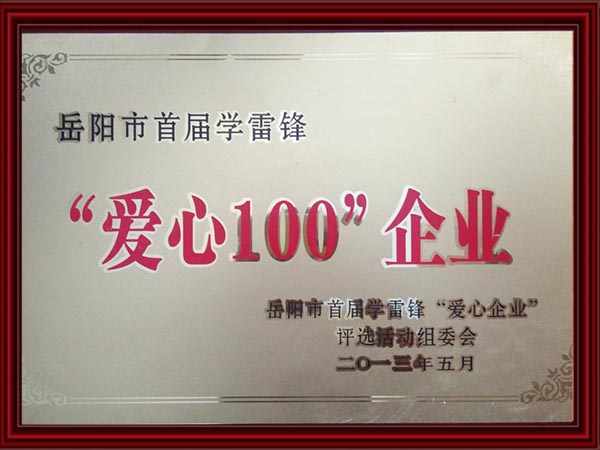 岳阳市首届学雷锋
“爱心100”企业
岳阳市首届学雷锋“爱心企业”
评选活动组委会
二〇一三年五月